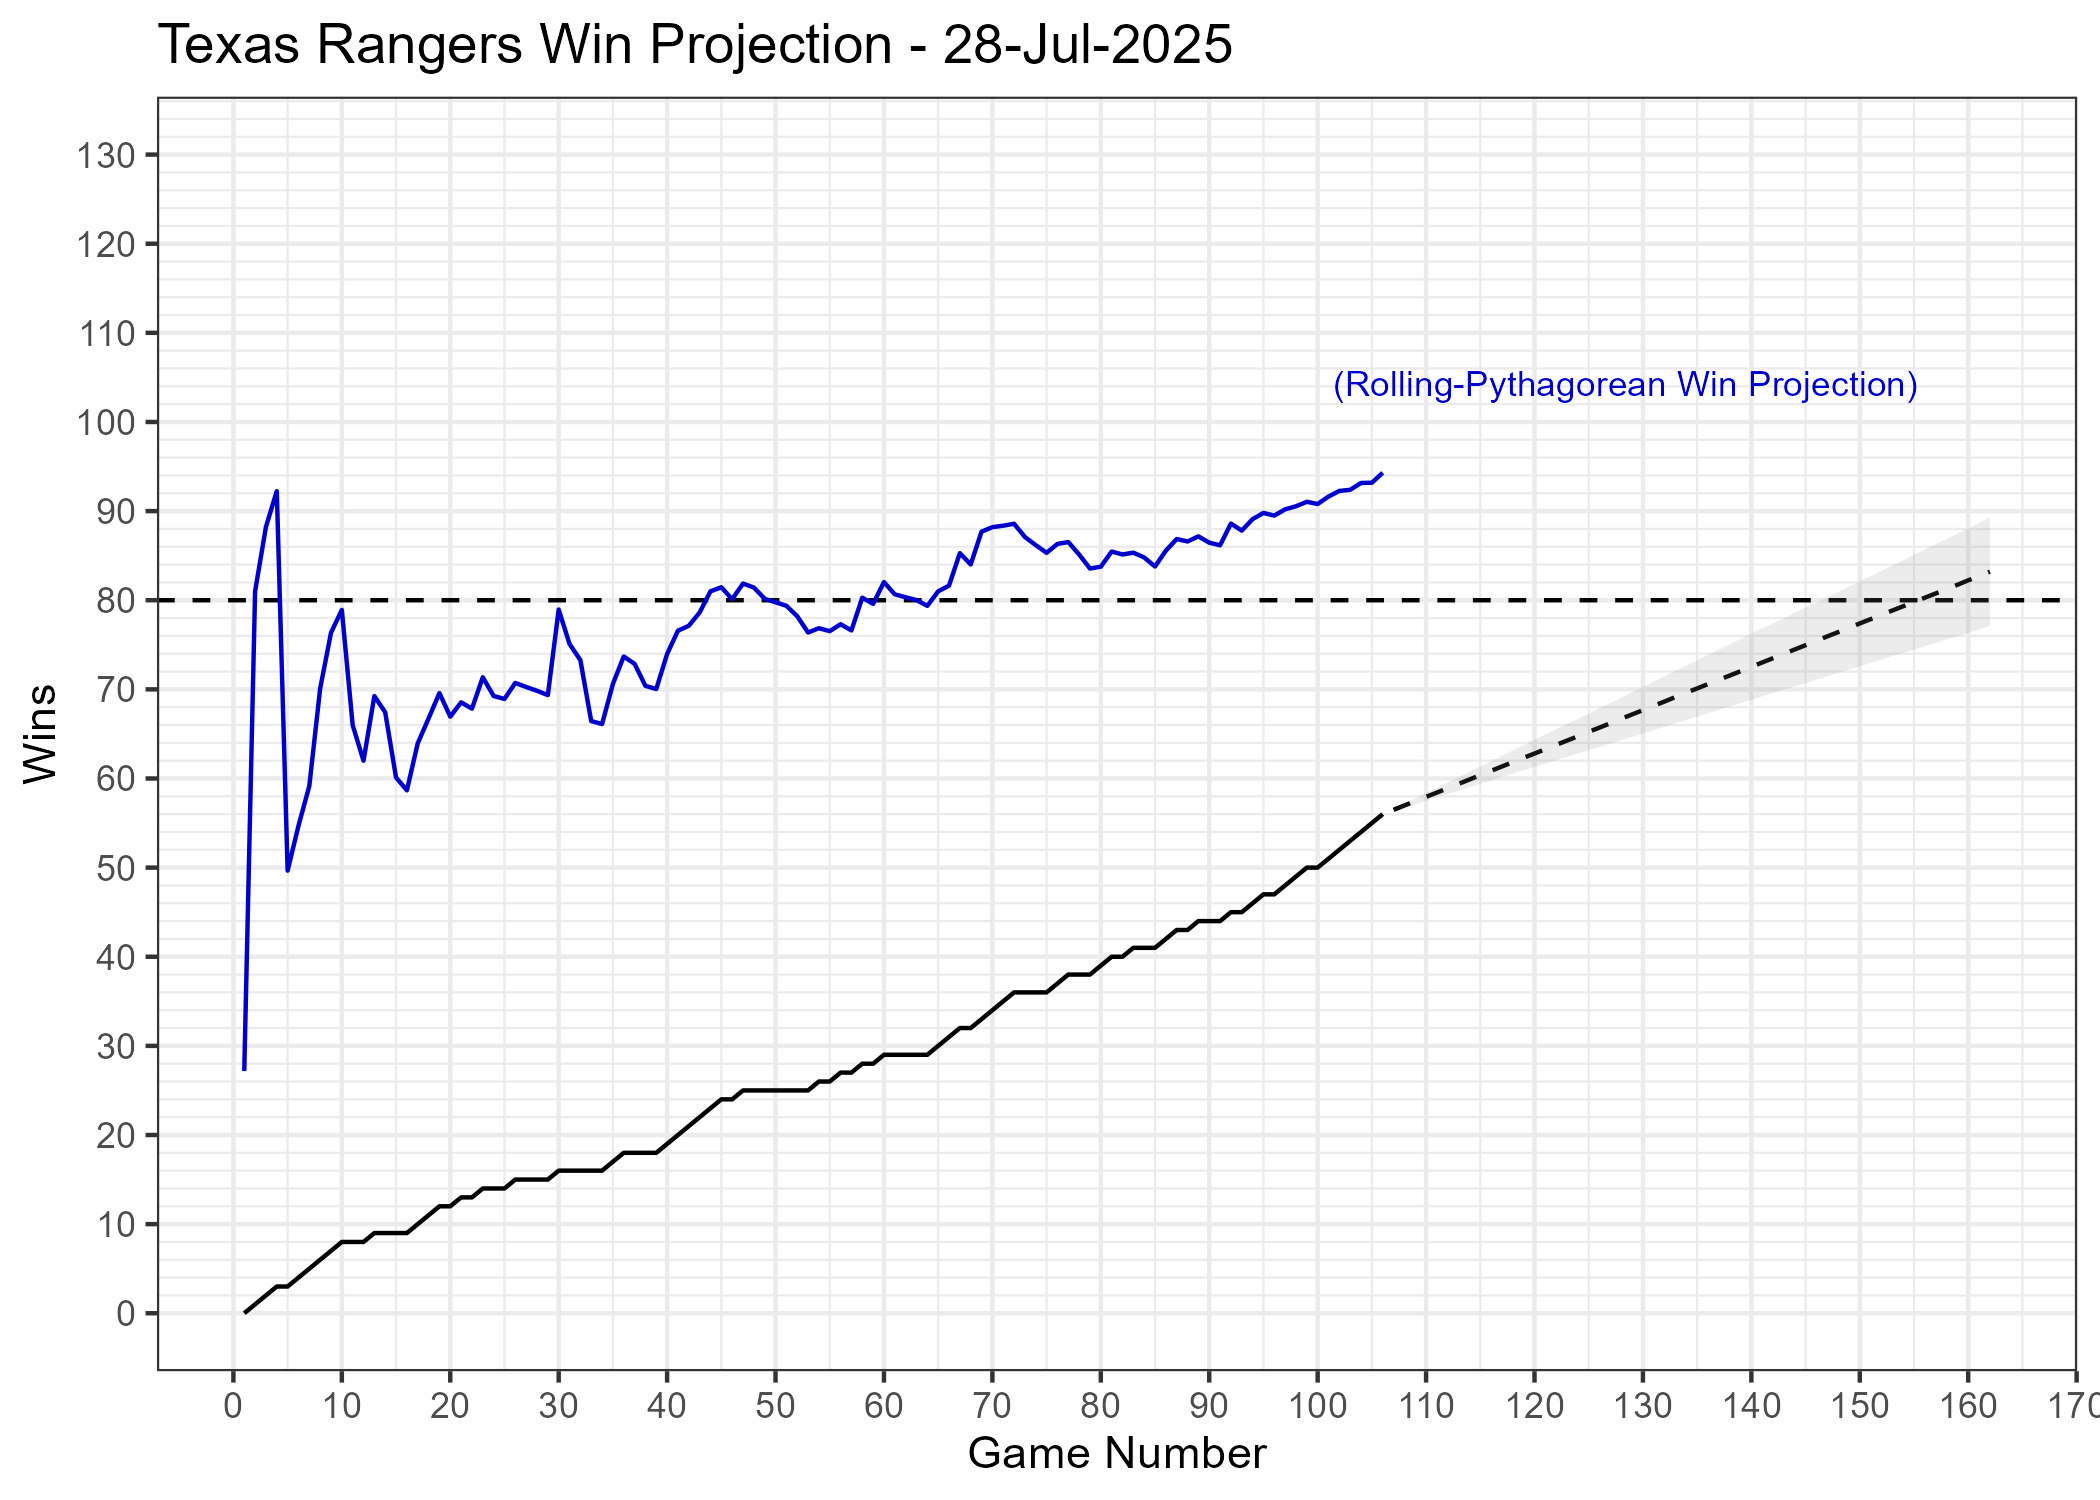 Texas Rangers Win Projection - 28-Jul-2025
130
120
110
(Rolling-Pythagorean Win Projection)
100
90
80
70
60
50
40
30
20
10
0
Wins
0 10 20 30 40 50 60 70 80 90 100 110 120 130 140 150 160 170
Game Number